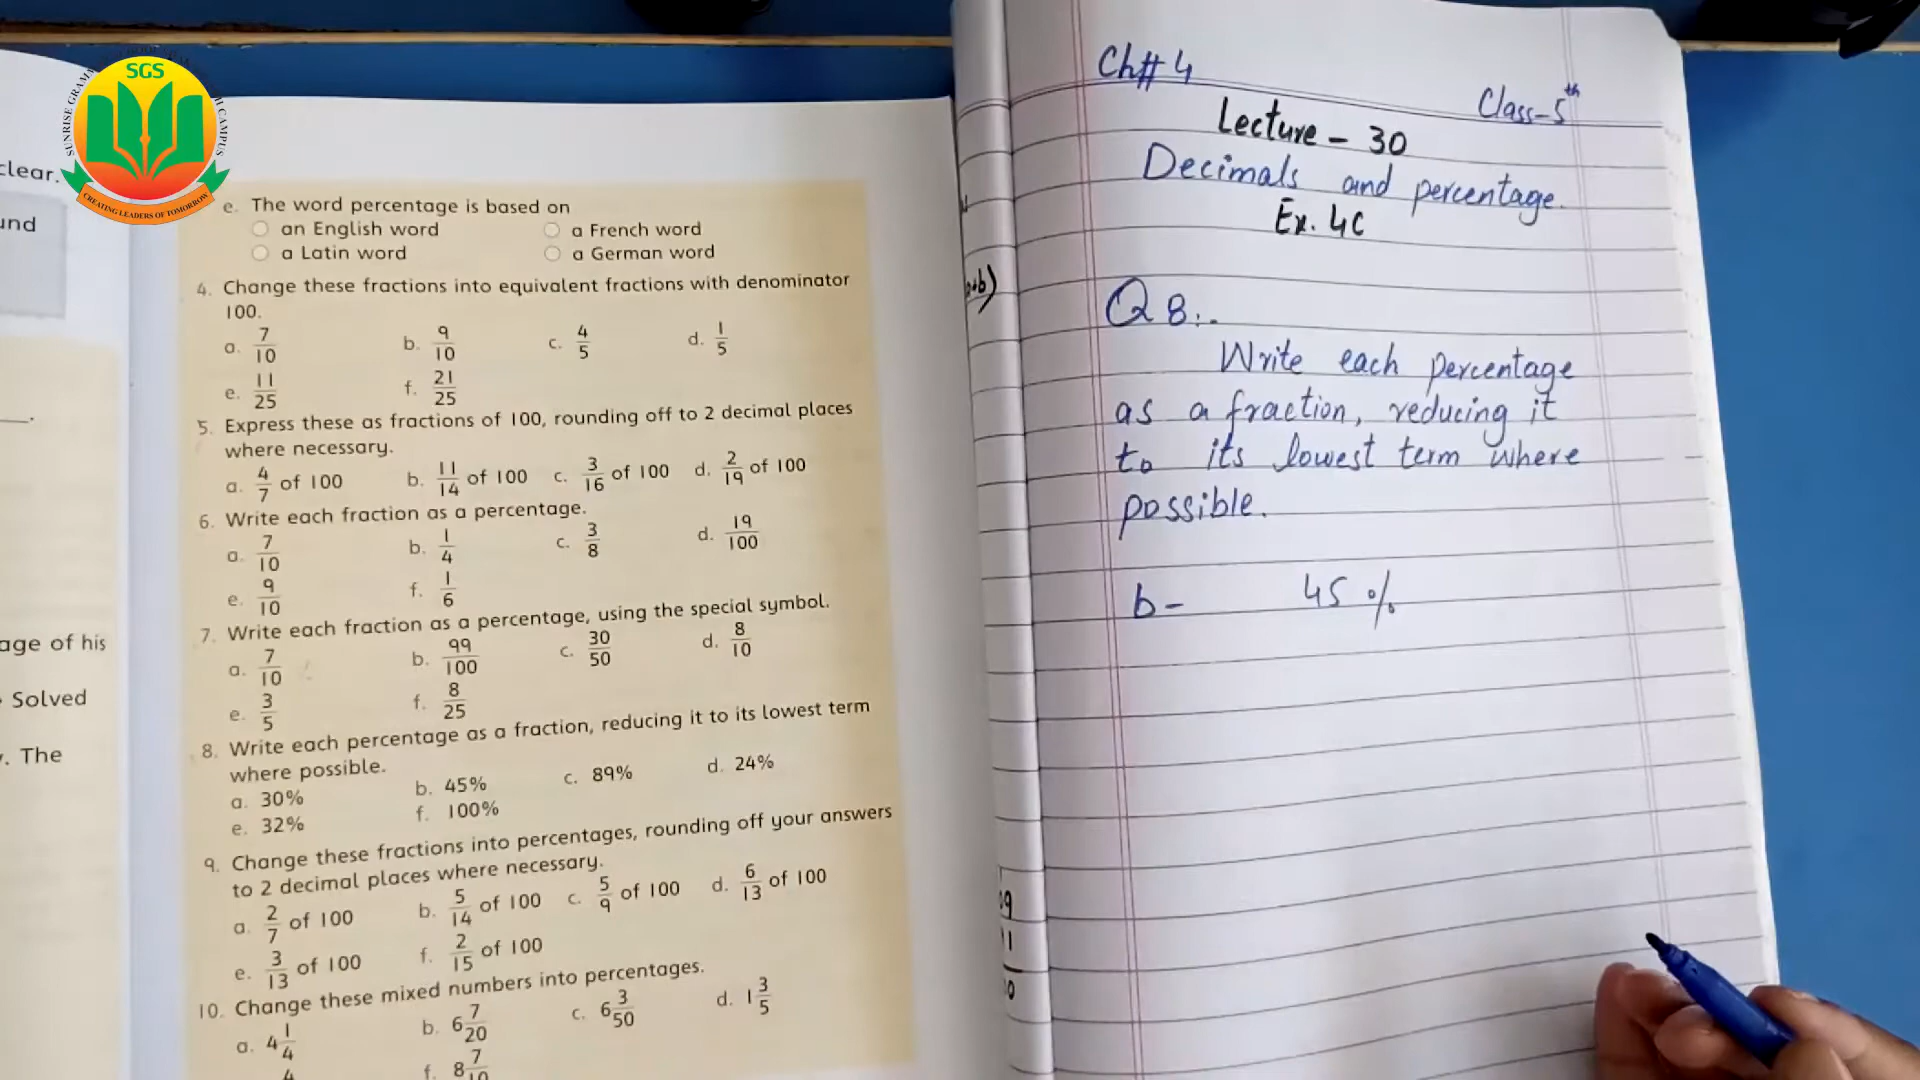 SGS
SUNRISE GRAMM
CAMPUS
CREATING LEADERS OF TOMORROW
clear.
und
age of his
Solved
. The
e. The word percentage is based on
an English word a French word
a Latin word a German word
4. Change these fractions into equivalent fractions with denominator
100.
a. 7/10 b. 9/10 c. 4/5 d. 1/5
e. 11/25 f. 21/25
5. Express these as fractions of 100, rounding off to 2 decimal places
where necessary.
a. 4/7 of 100 b. 11/14 of 100 c. 3/16 of 100 d. 2/19 of 100
6. Write each fraction as a percentage.
a. 7/10 b. 1/4 c. 3/8 d. 19/100
e. 9/10 f. 1/6
7. Write each fraction as a percentage, using the special symbol.
a. 7/10 b. 99/100 c. 30/50 d. 8/10
e. 3/5 f. 8/25
8. Write each percentage as a fraction, reducing it to its lowest term
where possible.
a. 30% b. 45% c. 89% d. 24%
e. 32% f. 100%
9. Change these fractions into percentages, rounding off your answers
to 2 decimal places where necessary.
a. 2/7 of 100 b. 5/14 of 100 c. 5/9 of 100 d. 6/13 of 100
e. 3/13 of 100 f. 2/15 of 100
10. Change these mixed numbers into percentages.
a. 4 1/4 b. 6 7/20 c. 6 3/50 d. 1 3/5
4 f. 8 7/10
Ch# 4
Class-5th
Lecture - 30
Decimals and percentage.
Ex. 4C
Q 8:.
Write each percentage
as a fraction, reducing it
to its lowest term where
possible.
b- 45 %